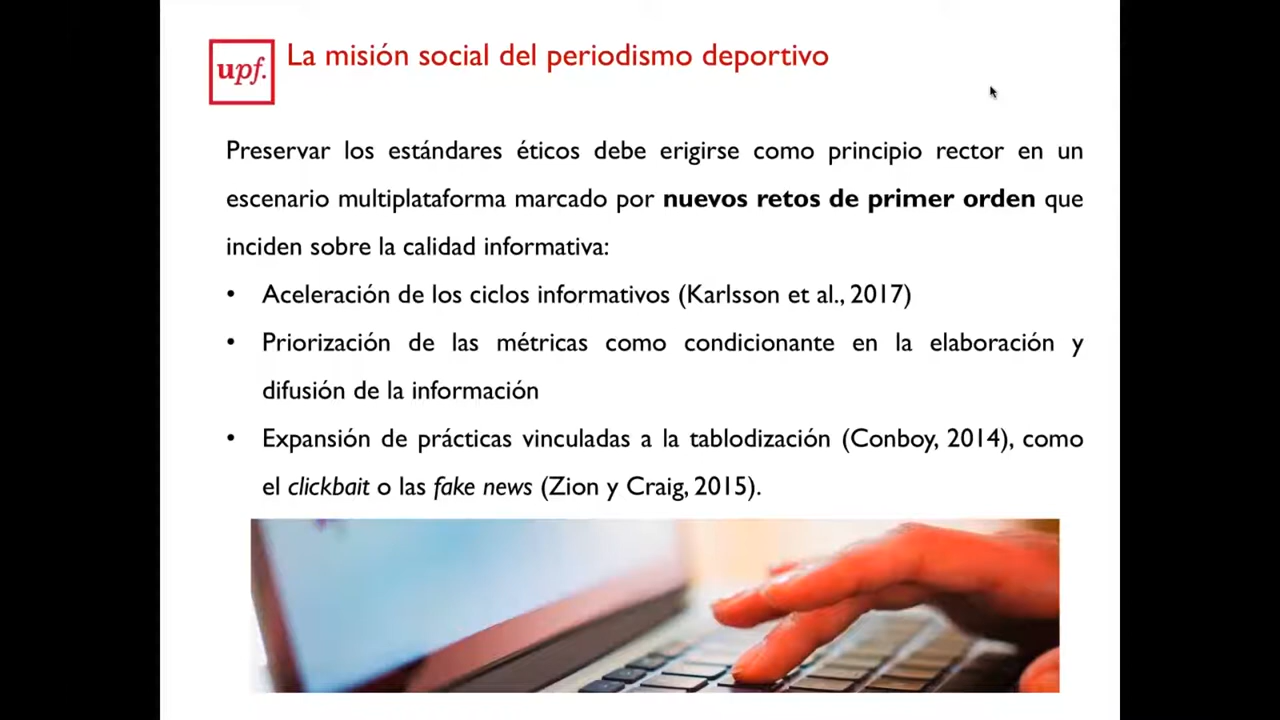 upf.
La misión social del periodismo deportivo
Preservar los estándares éticos debe erigirse como principio rector en un
escenario multiplataforma marcado por nuevos retos de primer orden que
inciden sobre la calidad informativa:
• Aceleración de los ciclos informativos (Karlsson et al., 2017)
• Priorización de las métricas como condicionante en la elaboración y
difusión de la información
• Expansión de prácticas vinculadas a la tablodización (Conboy, 2014), como
el clickbait o las fake news (Zion y Craig, 2015).